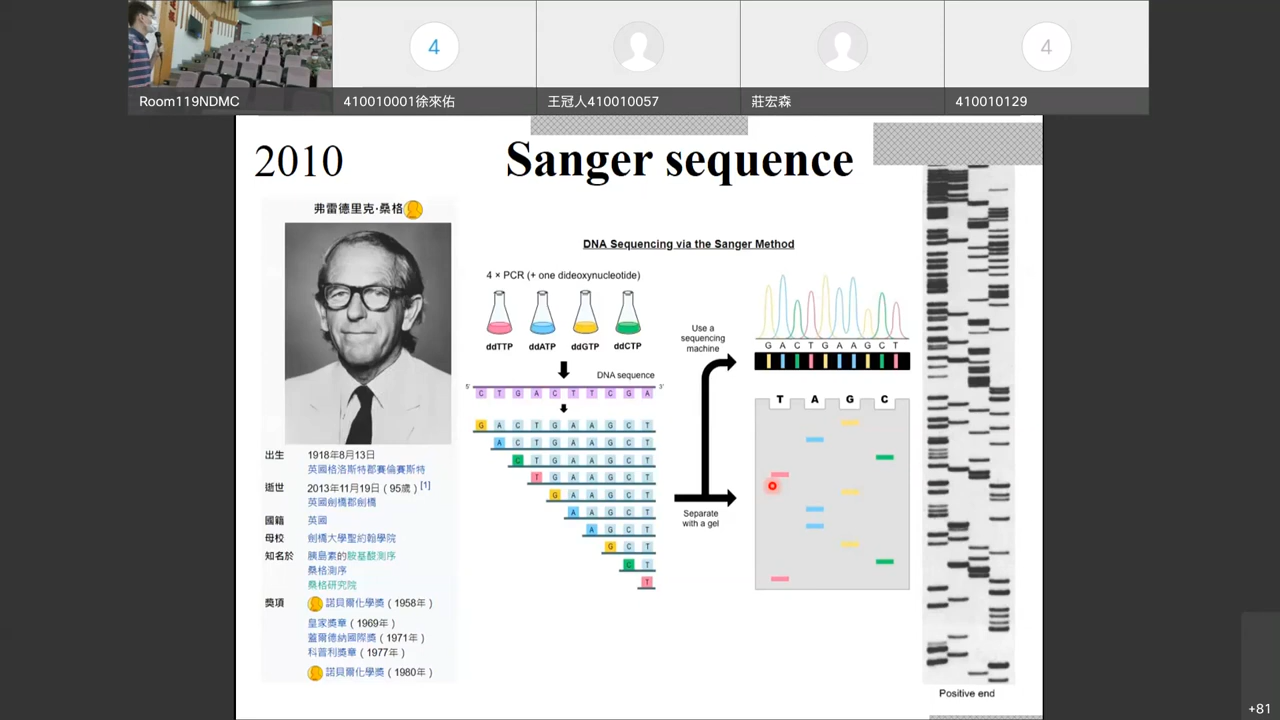 4
4
Room119NDMC
410010001徐來佑
王冠人410010057
莊宏森
410010129
2010
Sanger sequence
弗雷德里克·桑格
出生 1918年8月13日
英國格洛斯特郡賽倫賽斯特
逝世 2013年11月19日(95歲)[1]
英國劍橋郡劍橋
國籍 英國
母校 劍橋大學聖約翰學院
知名於 胰島素的胺基酸測序
桑格測序
桑格研究院
獎項 諾貝爾化學獎(1958年)
皇家獎章(1969年)
蓋爾德納國際獎(1971年)
科普利獎章(1977年)
諾貝爾化學獎(1980年)
DNA Sequencing via the Sanger Method
4 × PCR (+ one dideoxynucleotide)
ddTTP ddATP ddGTP ddCTP
DNA sequence
5' 3'
C T G A C T T C G A
G A C T G A A G C T
A C T G A A G C T
C T G A A G C T
T G A A G C T
G A A G C T
A A G C T
A G C T
G C T
C T
T
Use a
sequencing
machine
Separate
with a gel
G A C T G A A G C T
T A G C
Positive end
+81